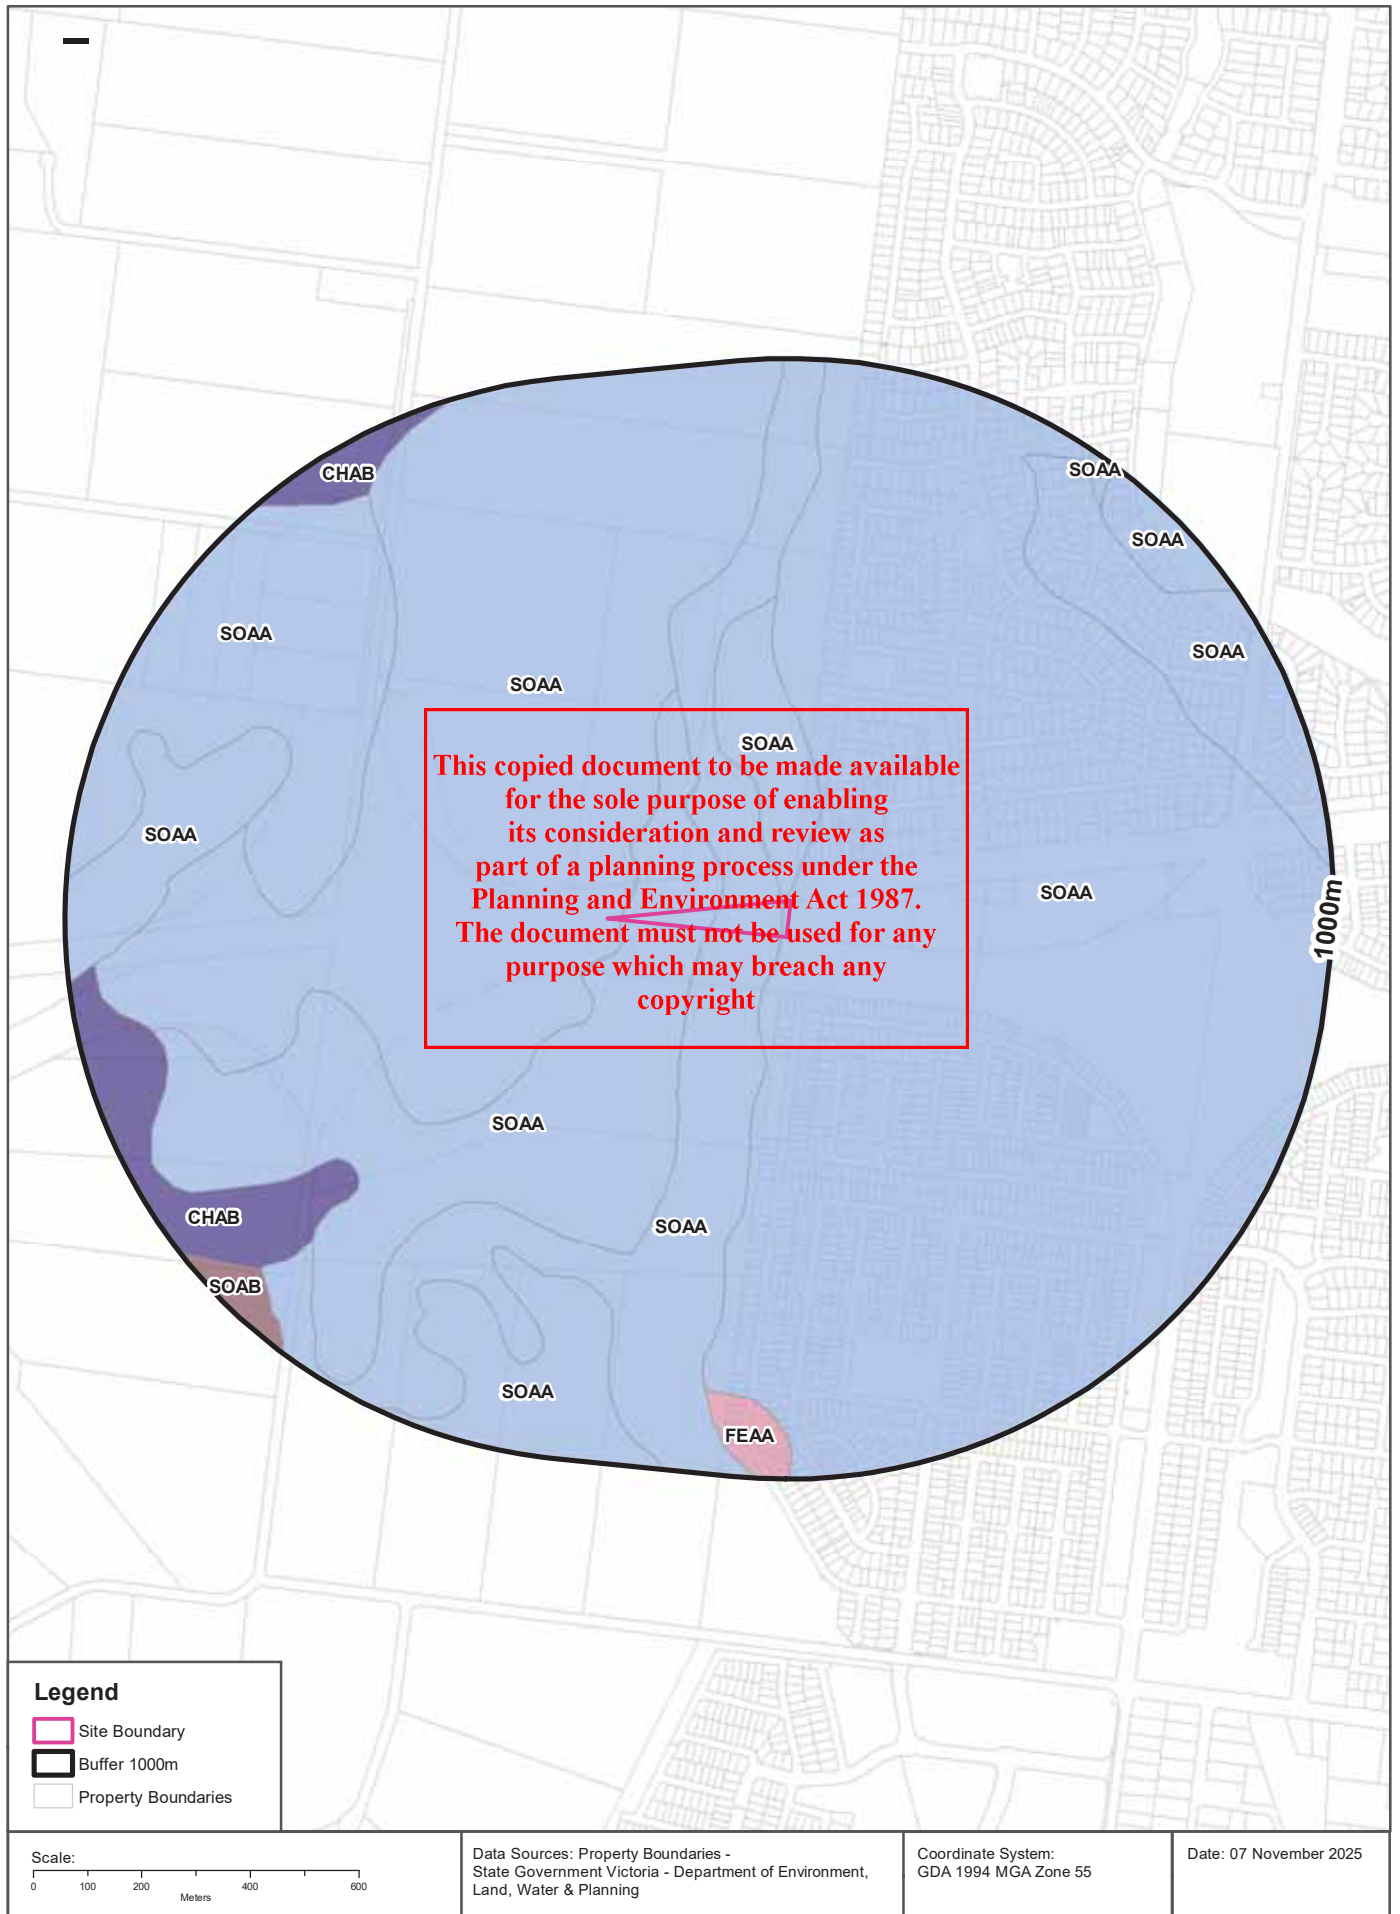 CHAB
SOAA
SOAA
SOAA
SOAA
SOAA
SOAA
SOAA
This copied document to be made available
for the sole purpose of enabling
its consideration and review as
part of a planning process under the
Planning and Environment Act 1987.
The document must not be used for any
purpose which may breach any
copyright
SOAA
SOAA
1000m
SOAA
CHAB
SOAA
SOAB
SOAA
FEAA
Legend
Site Boundary
Buffer 1000m
Property Boundaries
Scale:
0 100 200 400 600
Meters
Data Sources: Property Boundaries -
State Government Victoria - Department of Environment,
Land, Water & Planning
Coordinate System:
GDA 1994 MGA Zone 55
Date: 07 November 2025